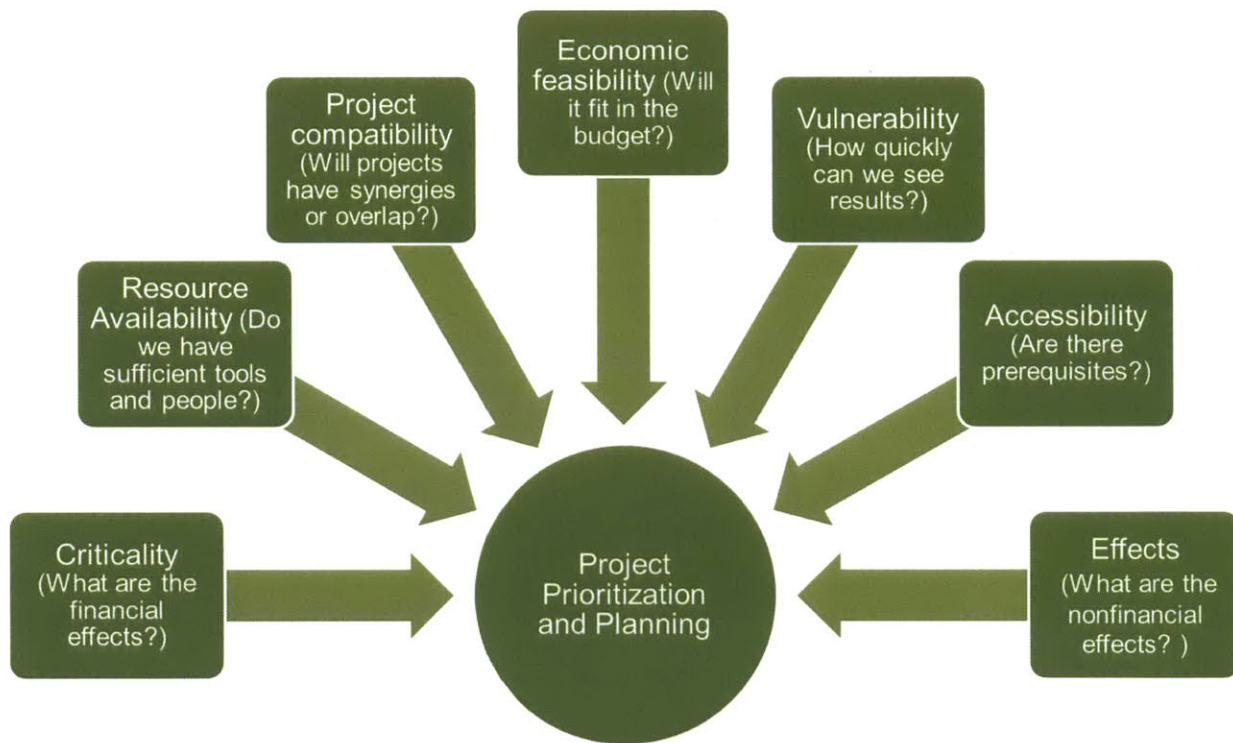 Criticality
(What are the
financial
effects?)
Resource
Availability (Do
we have
sufficient tools
and people?)
Project
compatibility
(Will projects
have synergies
or overlap?)
Economic
feasibility (Will
it fit in the
budget?)
Vulnerability
(How quickly
can we see
results?)
Accessibility
(Are there
prerequisites?)
Effects
(What are the
nonfinancial
effects? )
Project
Prioritization
and Planning